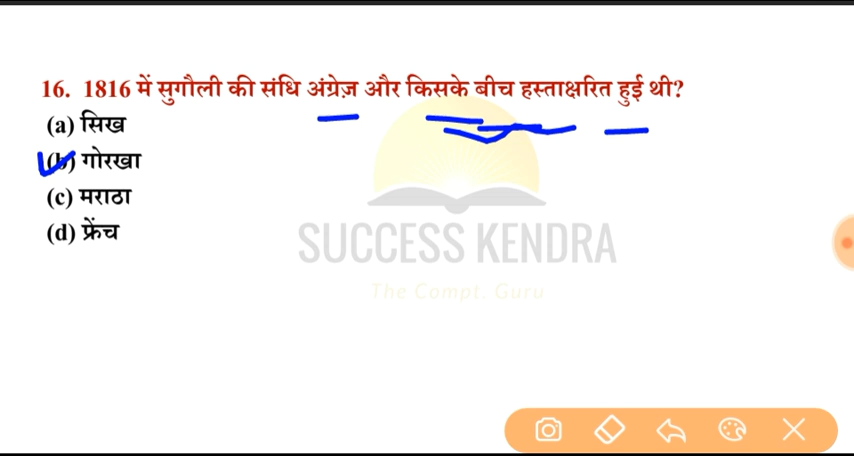 16. 1816 में सुगौली की संधि अंग्रेज़ और किसके बीच हस्ताक्षरित हुई थी?
(a) सिख
(b) गोरखा
(c) मराठा
(d) फ्रेंच
SUCCESS KENDRA
The Compt. Guru